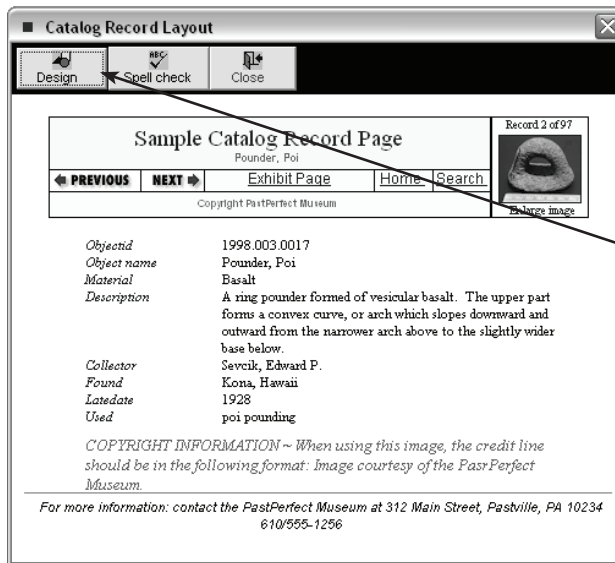 Catalog Record Layout
ABC
Design Spell check Close
Sample Catalog Record Page
Pounder, Poi
Record 2 of 97
PREVIOUS NEXT Exhibit Page Home Search
Enlarge image
Copyright PastPerfect Museum
Objectid 1998.003.0017
Object name Pounder, Poi
Material Basalt
Description A ring pounder formed of vesicular basalt. The upper part
forms a convex curve, or arch which slopes downward and
outward from the narrower arch above to the slightly wider
base below.
Collector Sevcik, Edward P.
Found Kona, Hawaii
Latedate 1928
Used poi pounding
COPYRIGHT INFORMATION ~ When using this image, the credit line
should be in the following format: Image courtesy of the PasrPerfect
Museum.
For more information: contact the PastPerfect Museum at 312 Main Street, Pastville, PA 10234
610/555-1256